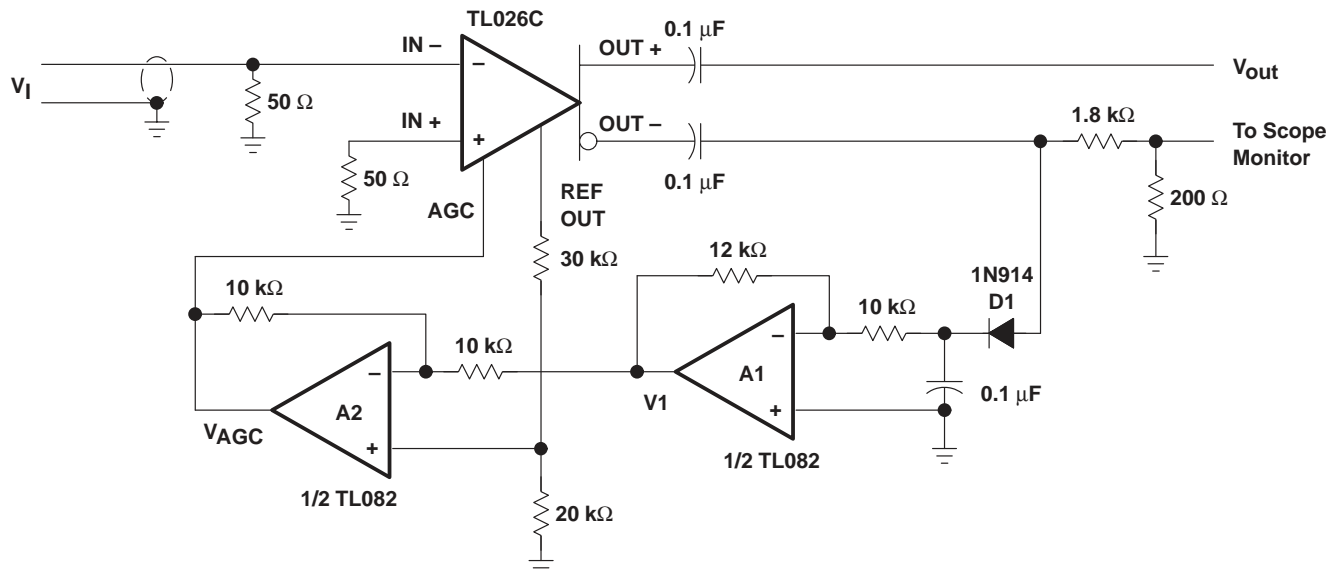 TL026C
0.1 μF
IN −
OUT +
V_I
V_out
50 Ω
IN +
OUT −
1.8 kΩ
To Scope
Monitor
50 Ω
0.1 μF
AGC
REF
OUT
200 Ω
30 kΩ
12 kΩ
1N914
D1
10 kΩ
10 kΩ
10 kΩ
−
+
−
+
−
+
A1
A2
V1
0.1 μF
V_AGC
1/2 TL082
1/2 TL082
20 kΩ